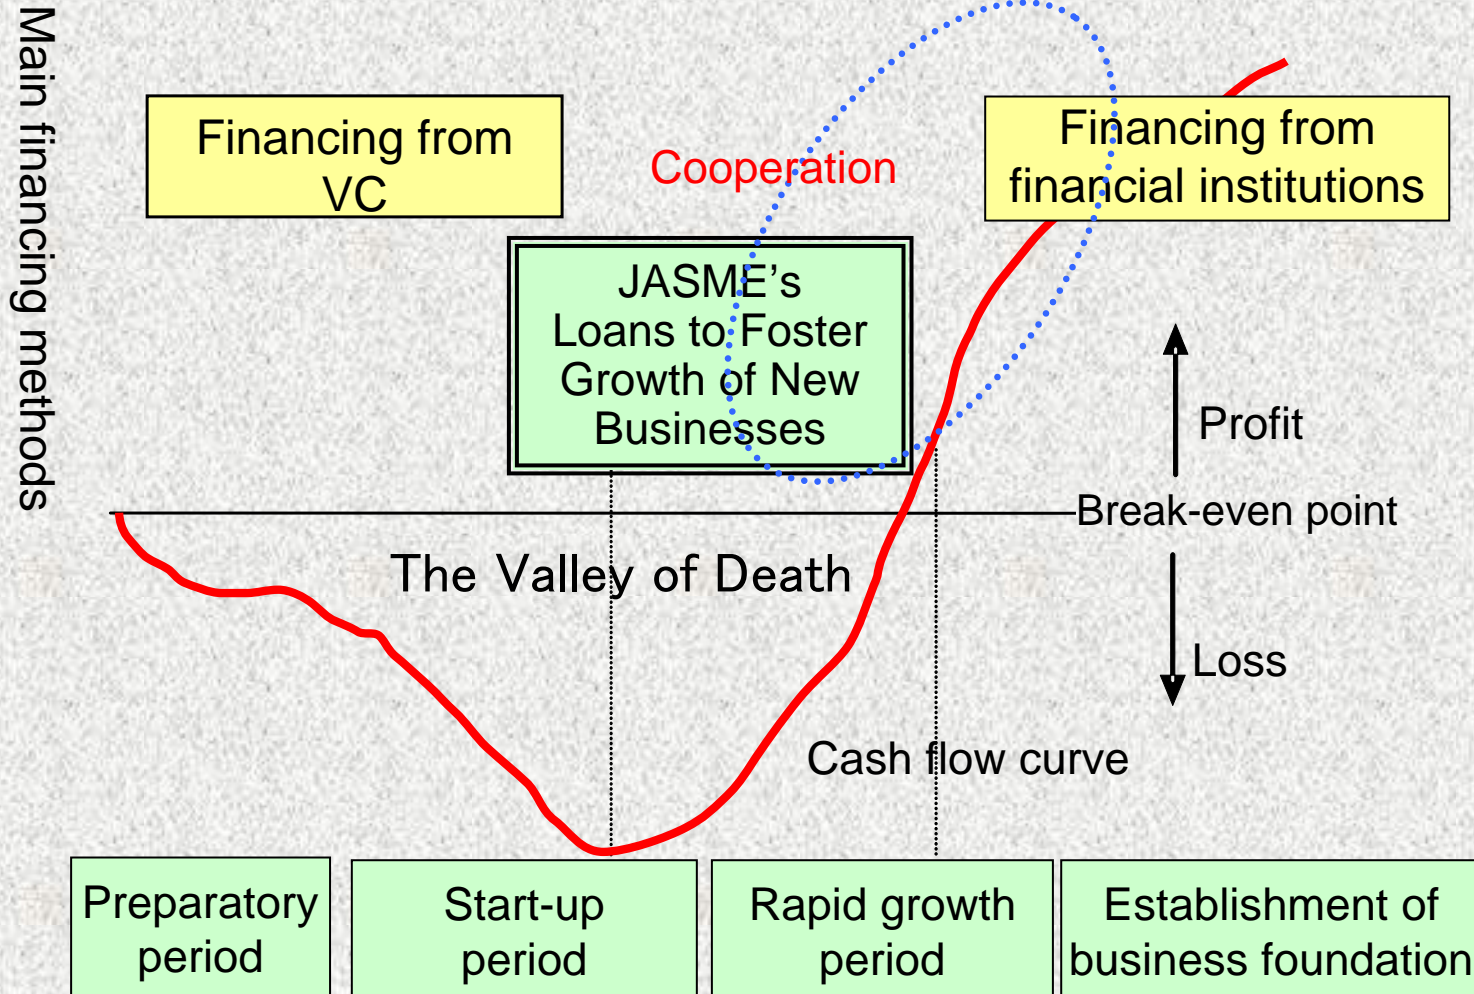 Main financing methods
Financing from
VC
Cooperation
Financing from
financial institutions
JASME's
Loans to Foster
Growth of New
Businesses
Profit
Break-even point
The Valley of Death
Loss
Cash flow curve
Preparatory
period
Start-up
period
Rapid growth
period
Establishment of
business foundation